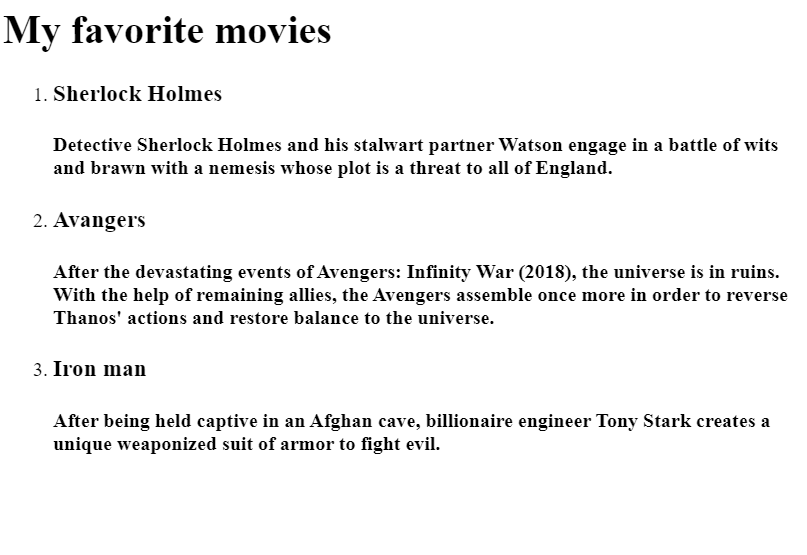 My favorite movies
1. Sherlock Holmes
Detective Sherlock Holmes and his stalwart partner Watson engage in a battle of wits
and brawn with a nemesis whose plot is a threat to all of England.
2. Avangers
After the devastating events of Avengers: Infinity War (2018), the universe is in ruins.
With the help of remaining allies, the Avengers assemble once more in order to reverse
Thanos' actions and restore balance to the universe.
3. Iron man
After being held captive in an Afghan cave, billionaire engineer Tony Stark creates a
unique weaponized suit of armor to fight evil.